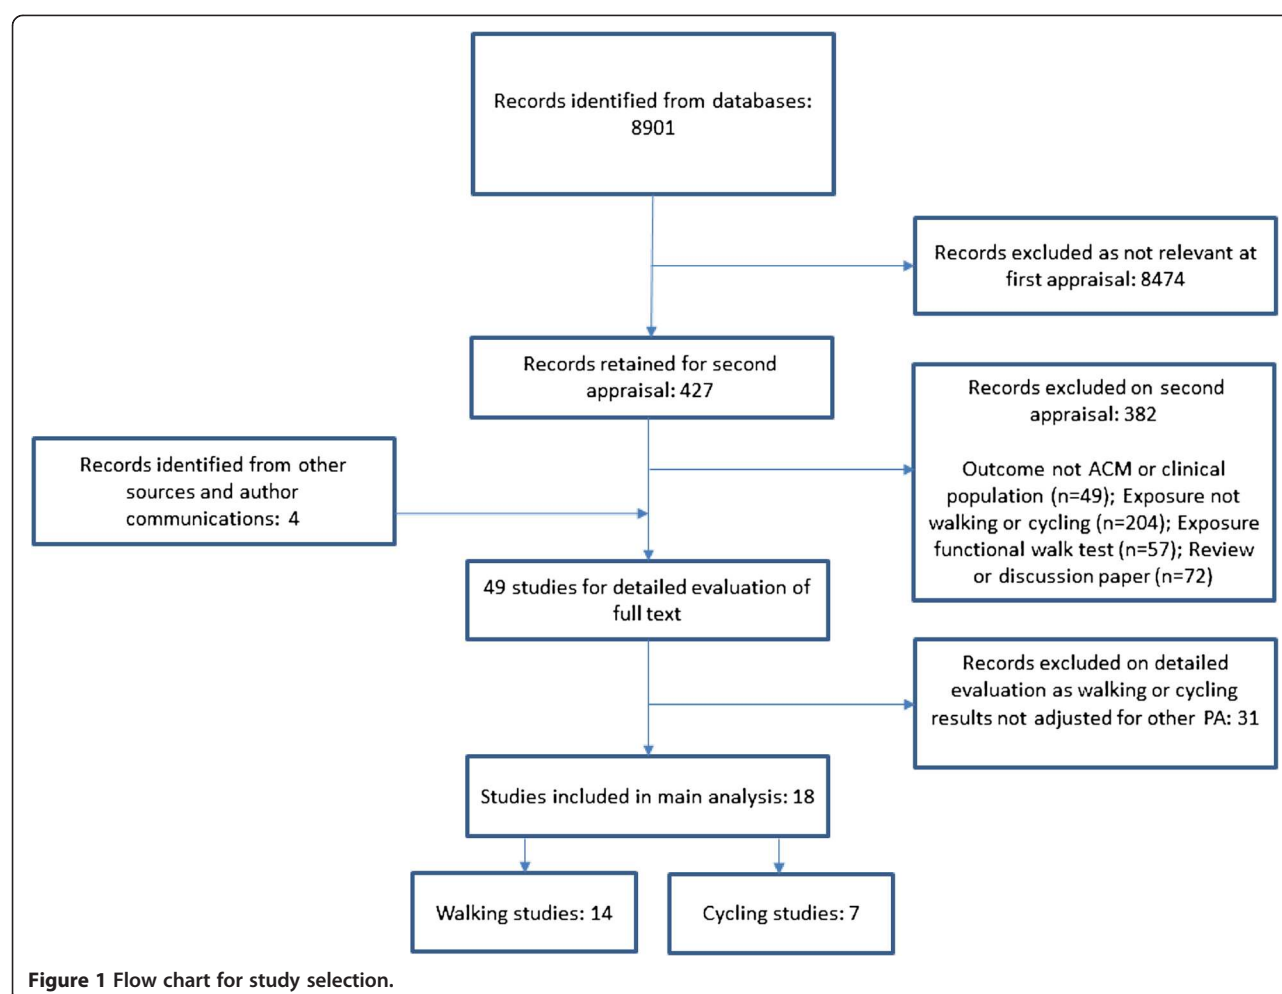 Records identified from databases:
8901
Records excluded as not relevant at
first appraisal: 8474
Records retained for second
appraisal: 427
Records excluded on second
appraisal: 382
Outcome not ACM or clinical
population (n=49); Exposure not
walking or cycling (n=204); Exposure
functional walk test (n=57); Review
or discussion paper (n=72)
Records identified from other
sources and author
communications: 4
49 studies for detailed evaluation of
full text
Records excluded on detailed
evaluation as walking or cycling
results not adjusted for other PA: 31
Studies included in main analysis: 18
Walking studies: 14
Cycling studies: 7
Figure 1 Flow chart for study selection.